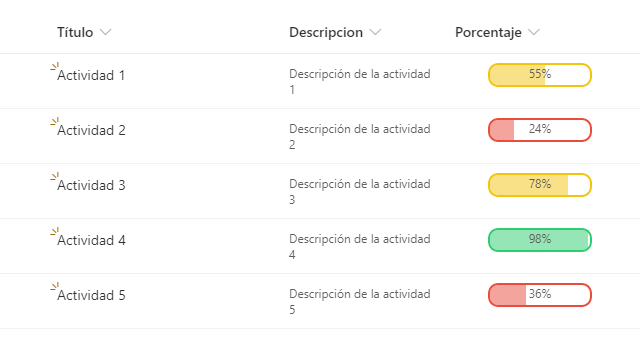 Título Descripcion Porcentaje
Actividad 1 Descripción de la actividad 55%
1
Actividad 2 Descripción de la actividad 24%
2
Actividad 3 Descripción de la actividad 78%
3
Actividad 4 Descripción de la actividad 98%
4
Actividad 5 Descripción de la actividad 36%
5